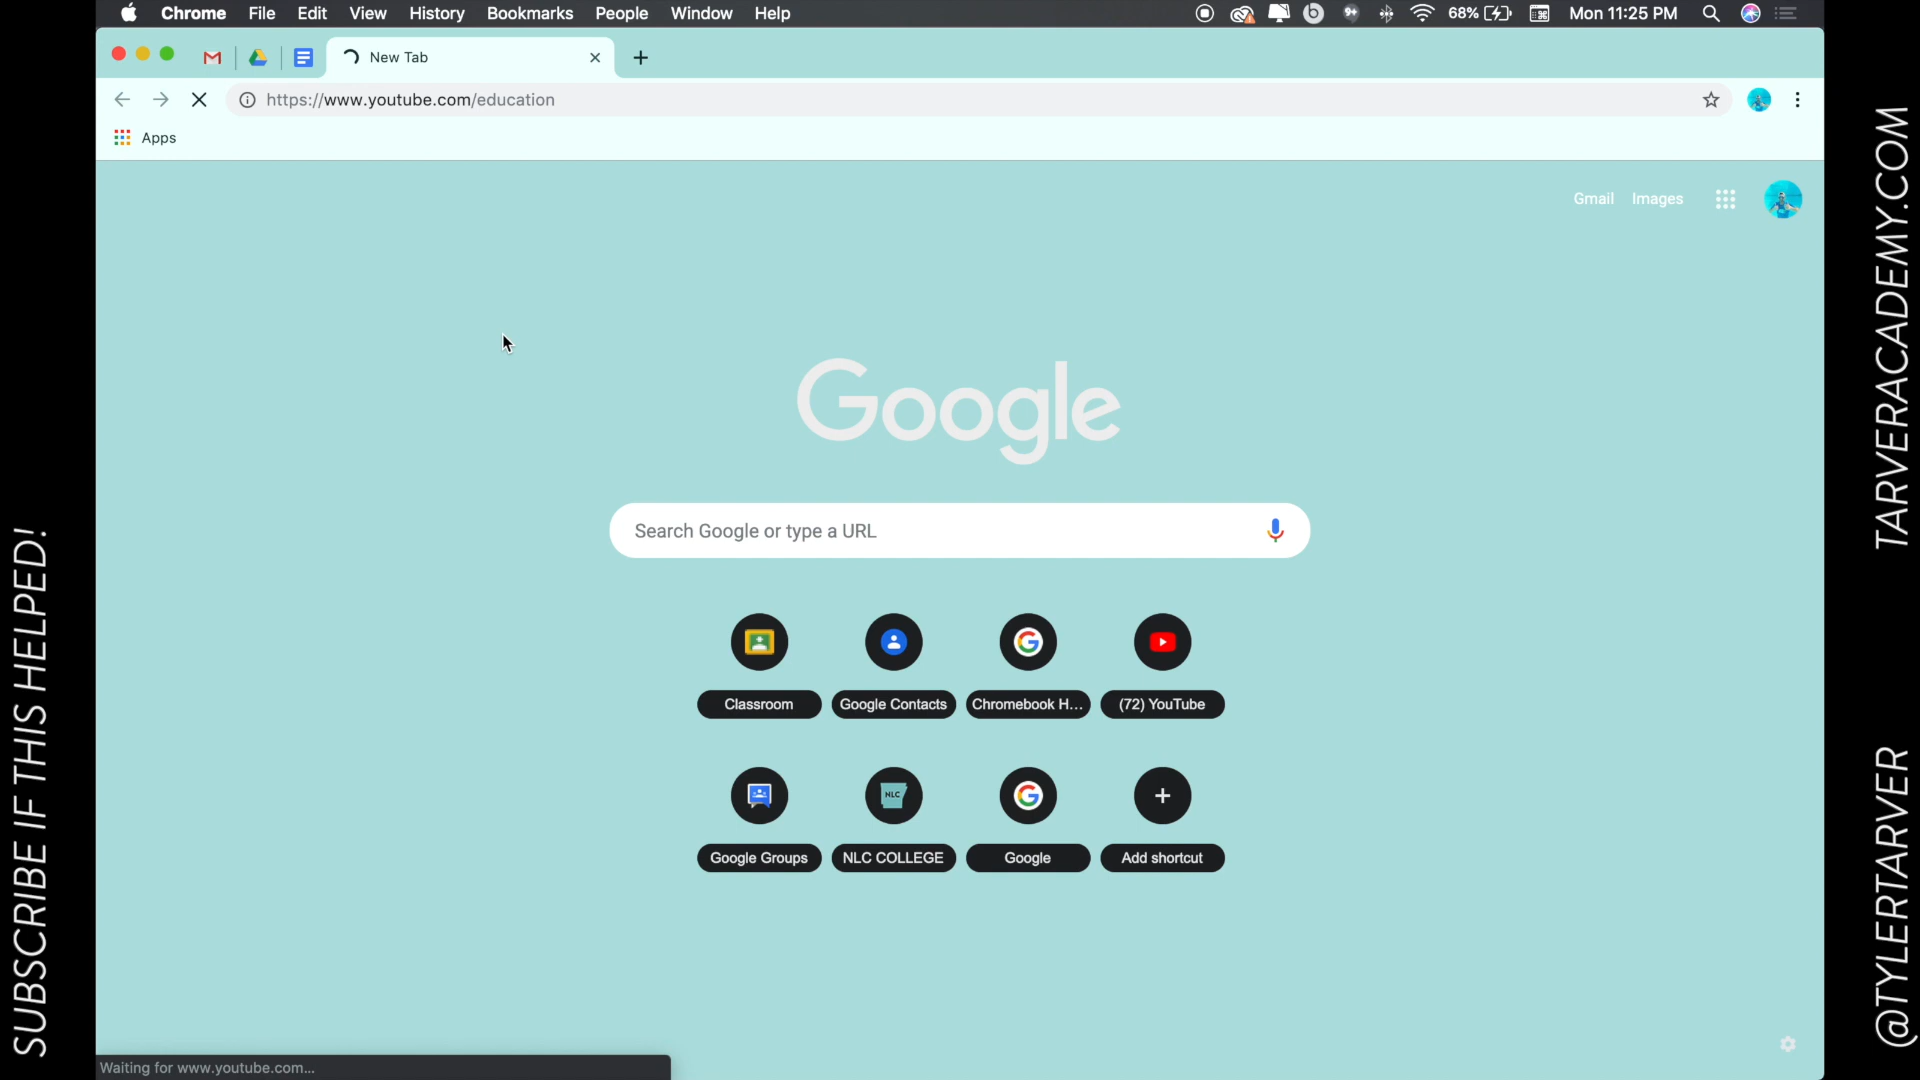 Chrome File Edit View History Bookmarks People Window Help 68% Mon 11:25 PM
New Tab
https://www.youtube.com/education
Apps
Gmail Images
Google
Search Google or type a URL
Classroom Google Contacts Chromebook H... (72) YouTube
NLC
Google Groups NLC COLLEGE Google Add shortcut
Waiting for www.youtube.com...
SUBSCRIBE IF THIS HELPED!
TARVERACADEMY.COM
@TYLERTARVER